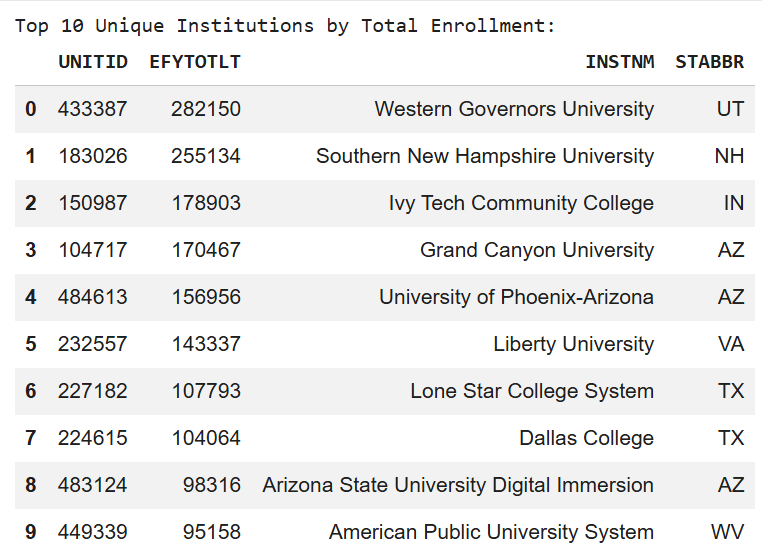 Top 10 Unique Institutions by Total Enrollment:
UNITID EFYTOTLT INSTNM STABBR
0 433387 282150 Western Governors University UT
1 183026 255134 Southern New Hampshire University NH
2 150987 178903 Ivy Tech Community College IN
3 104717 170467 Grand Canyon University AZ
4 484613 156956 University of Phoenix-Arizona AZ
5 232557 143337 Liberty University VA
6 227182 107793 Lone Star College System TX
7 224615 104064 Dallas College TX
8 483124 98316 Arizona State University Digital Immersion AZ
9 449339 95158 American Public University System WV